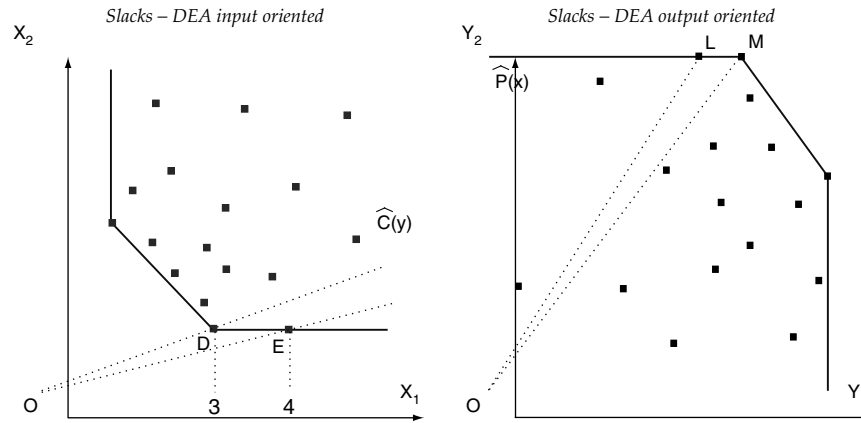 Slacks – DEA input oriented
X2
Ĉ(y)
D
E
O
3
4
X1
Slacks – DEA output oriented
Y2
L
M
P̂(x)
O
Y